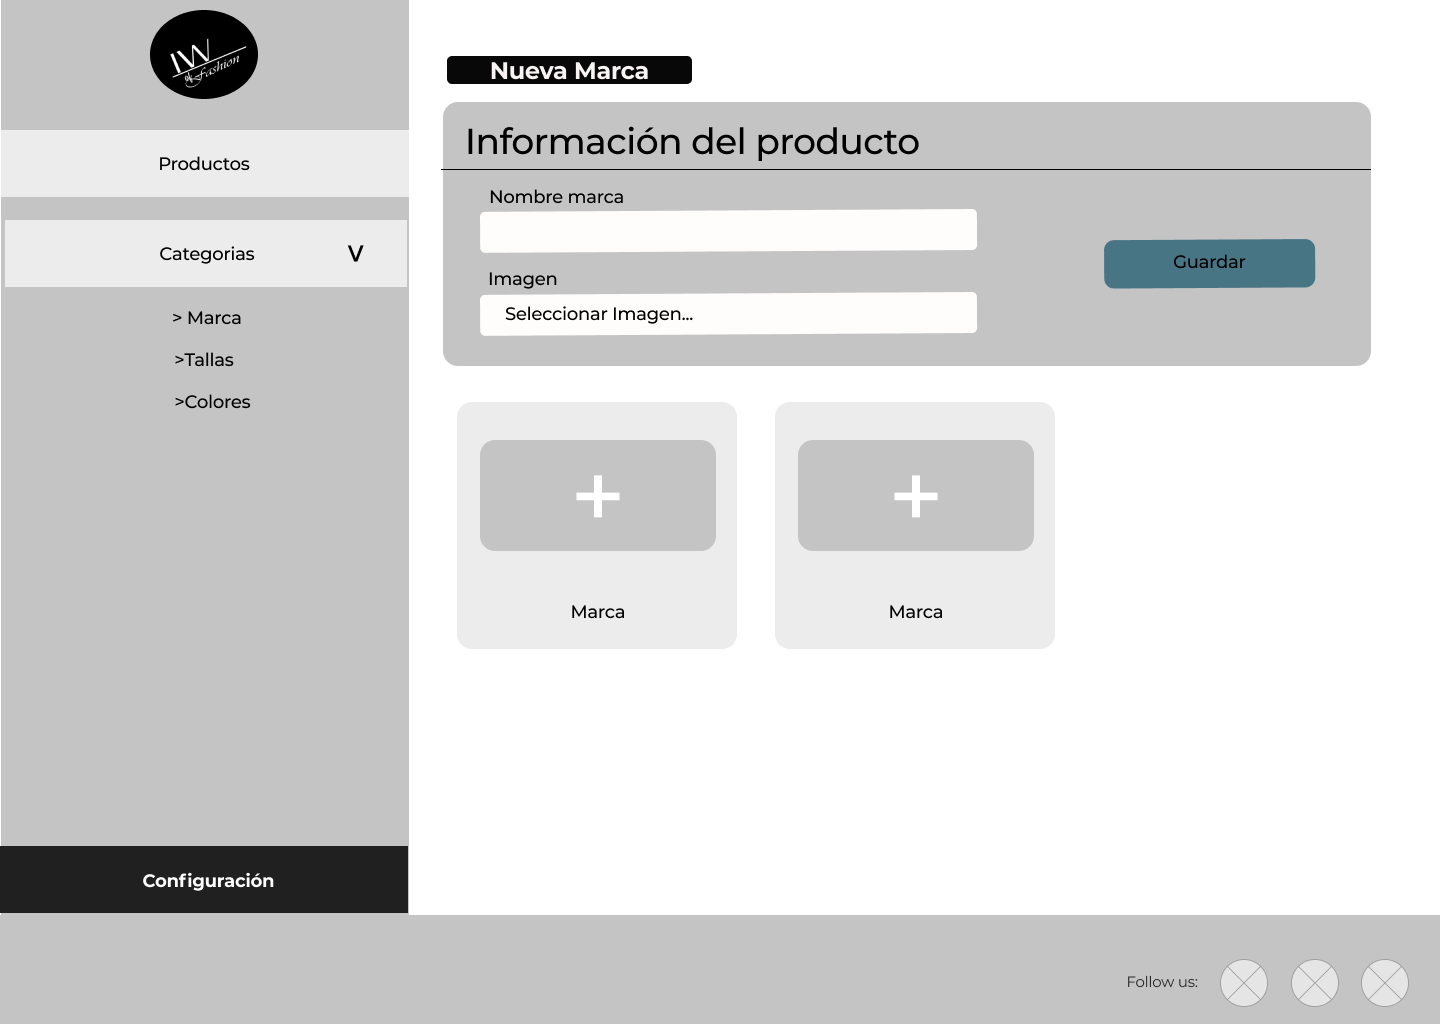 IW
Fashion
Productos
Categorias V
> Marca
>Tallas
>Colores
Configuración
Nueva Marca
Información del producto
Nombre marca
Imagen
Seleccionar Imagen...
Guardar
Marca
Marca
Follow us: